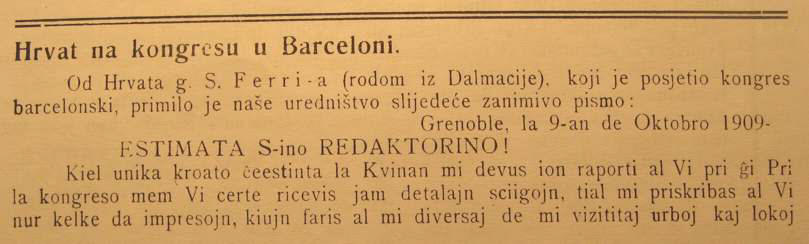 Hrvat na kongresu u Barceloni.
Od Hrvata g. S. Ferri-a (rodom iz Dalmacije), koji je posjetio kongres
barcelonski, primilo je naše uredništvo slijedeće zanimivo pismo:
Grenoble, la 9-an de Oktobro 1909-
ESTIMATA S-ino REDAKTORINO!
Kiel unika kroato ĉeestinta la Kvinan mi devus ion raporti al Vi pri ĝi Pri
la kongreso mem Vi certe ricevis jam detalajn sciigojn, tial mi priskribas al Vi
nur kelke da impresojn, kiujn faris al mi diversaj de mi vizititaj urboj kaj lokoj